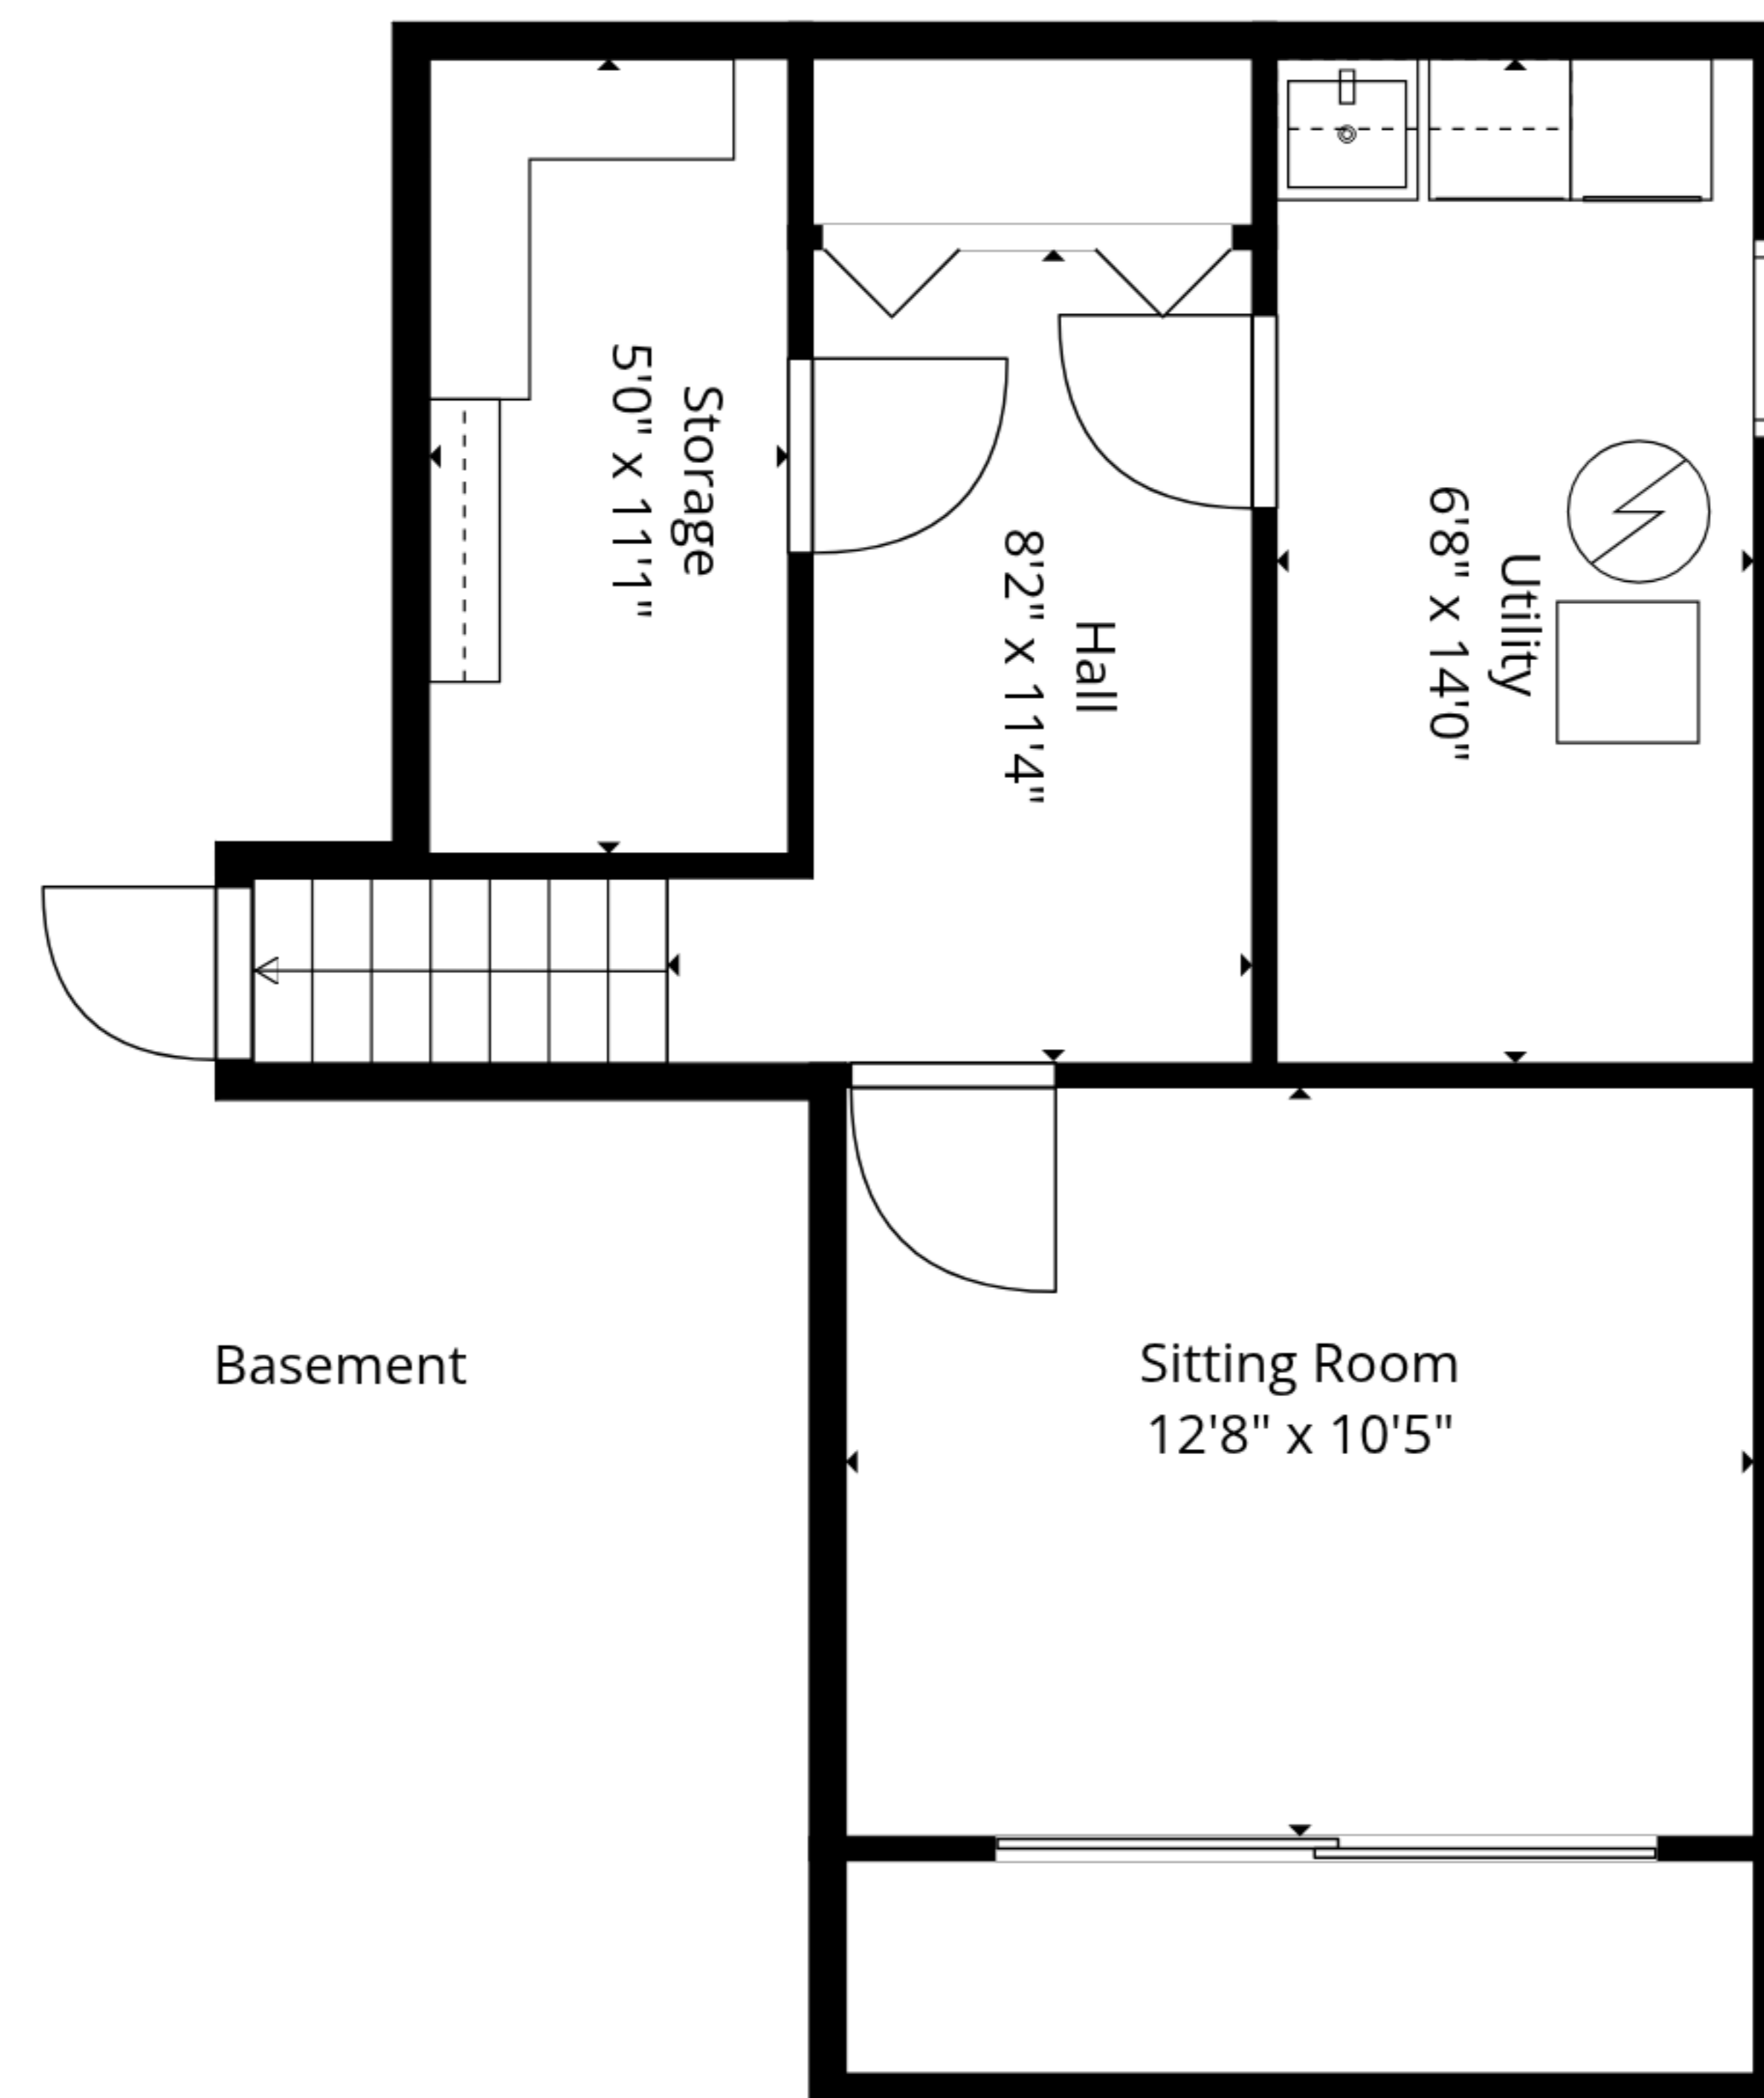 Storage
5'0" x 11'1"
Hall
8'2" x 11'4"
Utility
6'8" x 14'0"
Basement
Sitting Room
12'8" x 10'5"